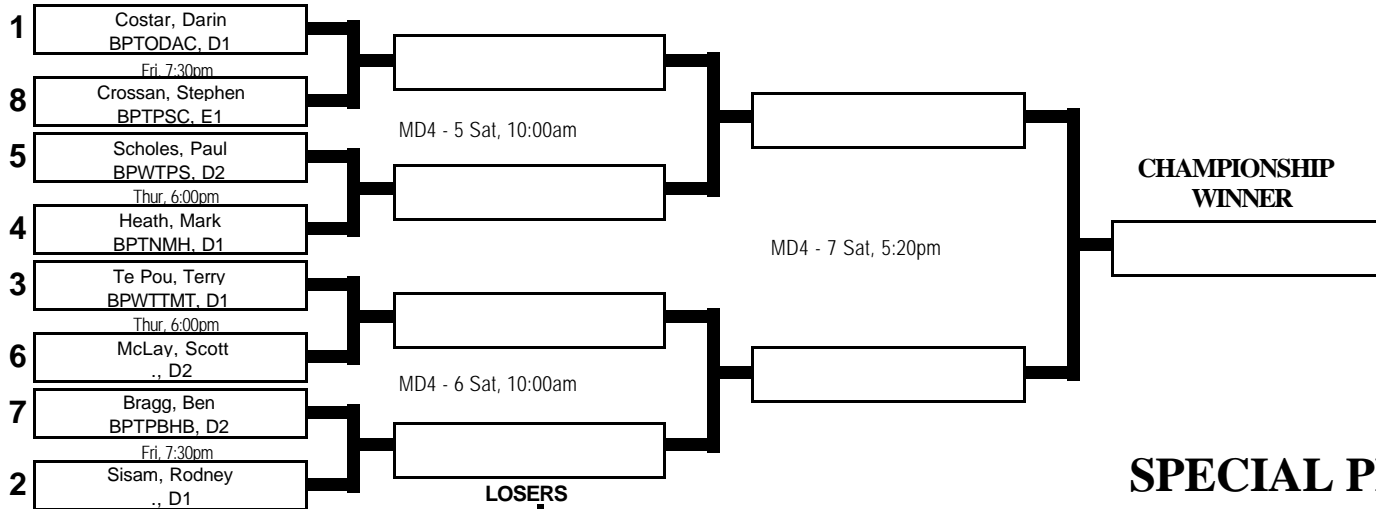 1
Costar, Darin
BPTODAC, D1
Fri, 7:30pm
8
Crossan, Stephen
BPTPSC, E1
MD4 - 5 Sat, 10:00am
5
Scholes, Paul
BPWTPS, D2
Thur, 6:00pm
4
Heath, Mark
BPTNMH, D1
CHAMPIONSHIP
WINNER
MD4 - 7 Sat, 5:20pm
3
Te Pou, Terry
BPWTTMT, D1
Thur, 6:00pm
6
McLay, Scott
., D2
MD4 - 6 Sat, 10:00am
7
Bragg, Ben
BPTPBHB, D2
Fri, 7:30pm
2
Sisam, Rodney
., D1
LOSERS
SPECIAL